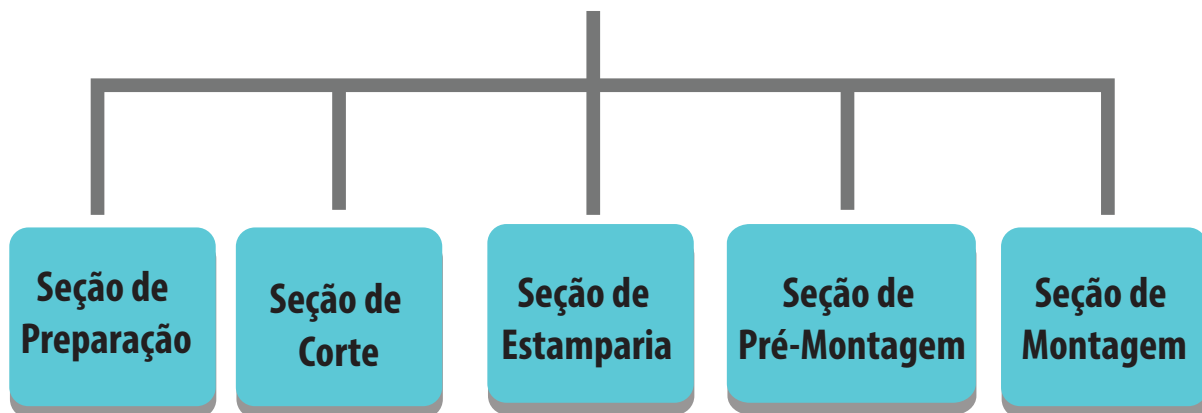 Seção de
Preparação
Seção de
Corte
Seção de
Estamparia
Seção de
Pré-Montagem
Seção de
Montagem